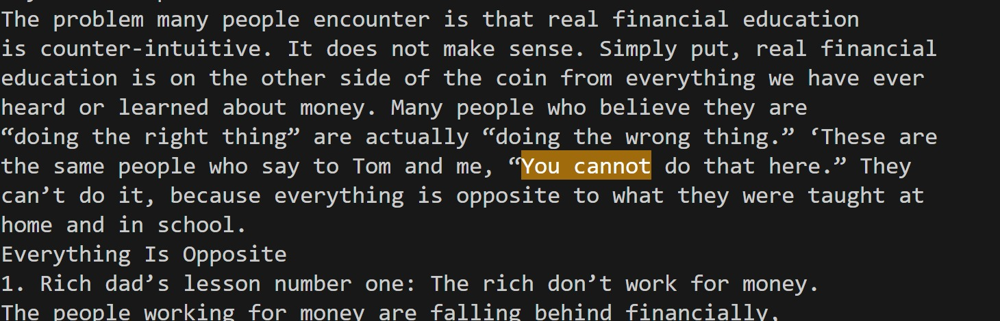 The problem many people encounter is that real financial education
is counter-intuitive. It does not make sense. Simply put, real financial
education is on the other side of the coin from everything we have ever
heard or learned about money. Many people who believe they are
“doing the right thing” are actually “doing the wrong thing.” ‘These are
the same people who say to Tom and me, “You cannot do that here.” They
can’t do it, because everything is opposite to what they were taught at
home and in school.
Everything Is Opposite
1. Rich dad’s lesson number one: The rich don’t work for money.
The people working for money are falling behind financially,